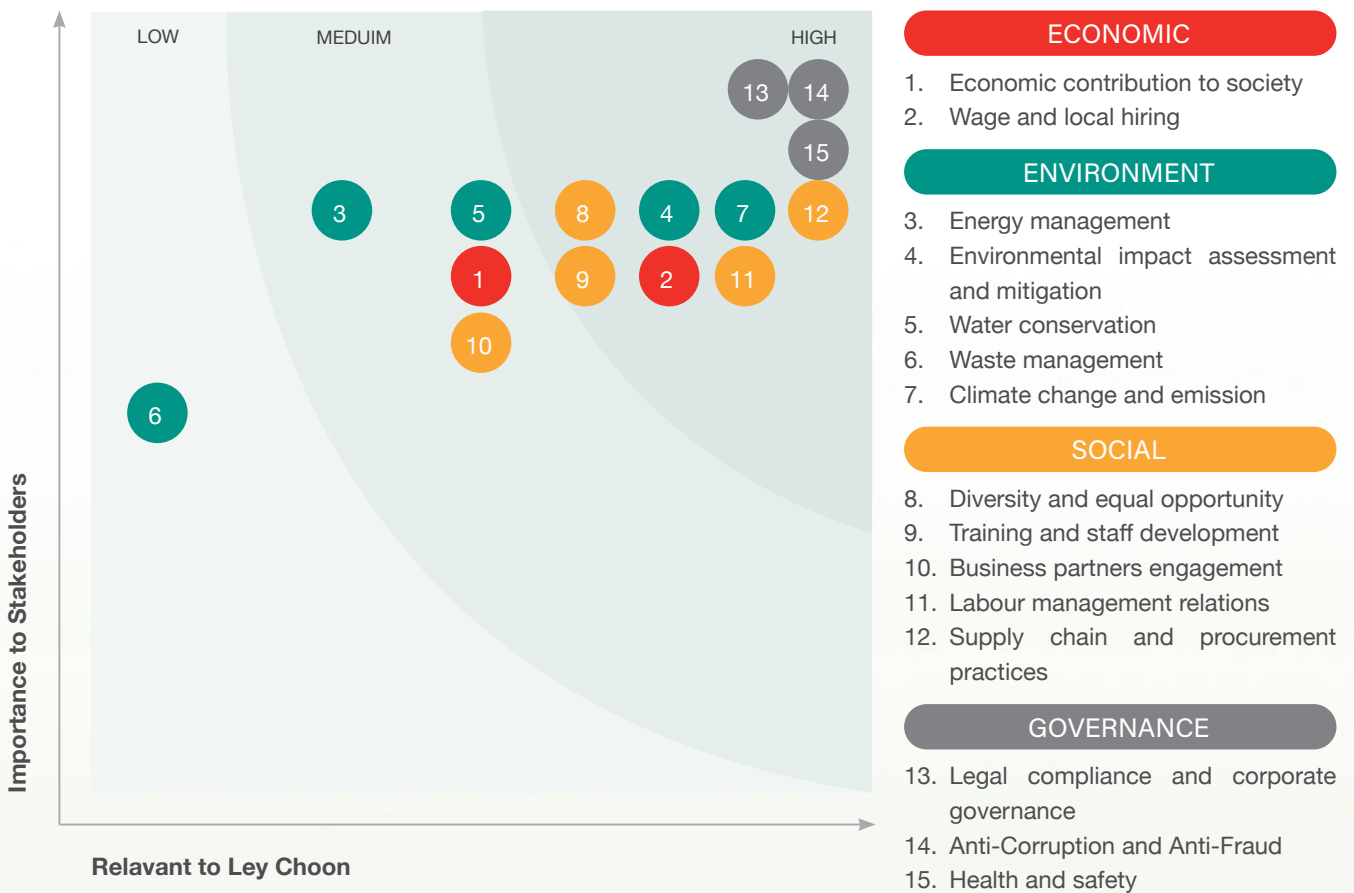 LOW
MEDUIM
HIGH
13
14
15
3
5
8
4
7
12
1
9
2
11
10
6
Importance to Stakeholders
Relavant to Ley Choon
ECONOMIC
1. Economic contribution to society
2. Wage and local hiring
ENVIRONMENT
3. Energy management
4. Environmental impact assessment
and mitigation
5. Water conservation
6. Waste management
7. Climate change and emission
SOCIAL
8. Diversity and equal opportunity
9. Training and staff development
10. Business partners engagement
11. Labour management relations
12. Supply chain and procurement
practices
GOVERNANCE
13. Legal compliance and corporate
governance
14. Anti-Corruption and Anti-Fraud
15. Health and safety